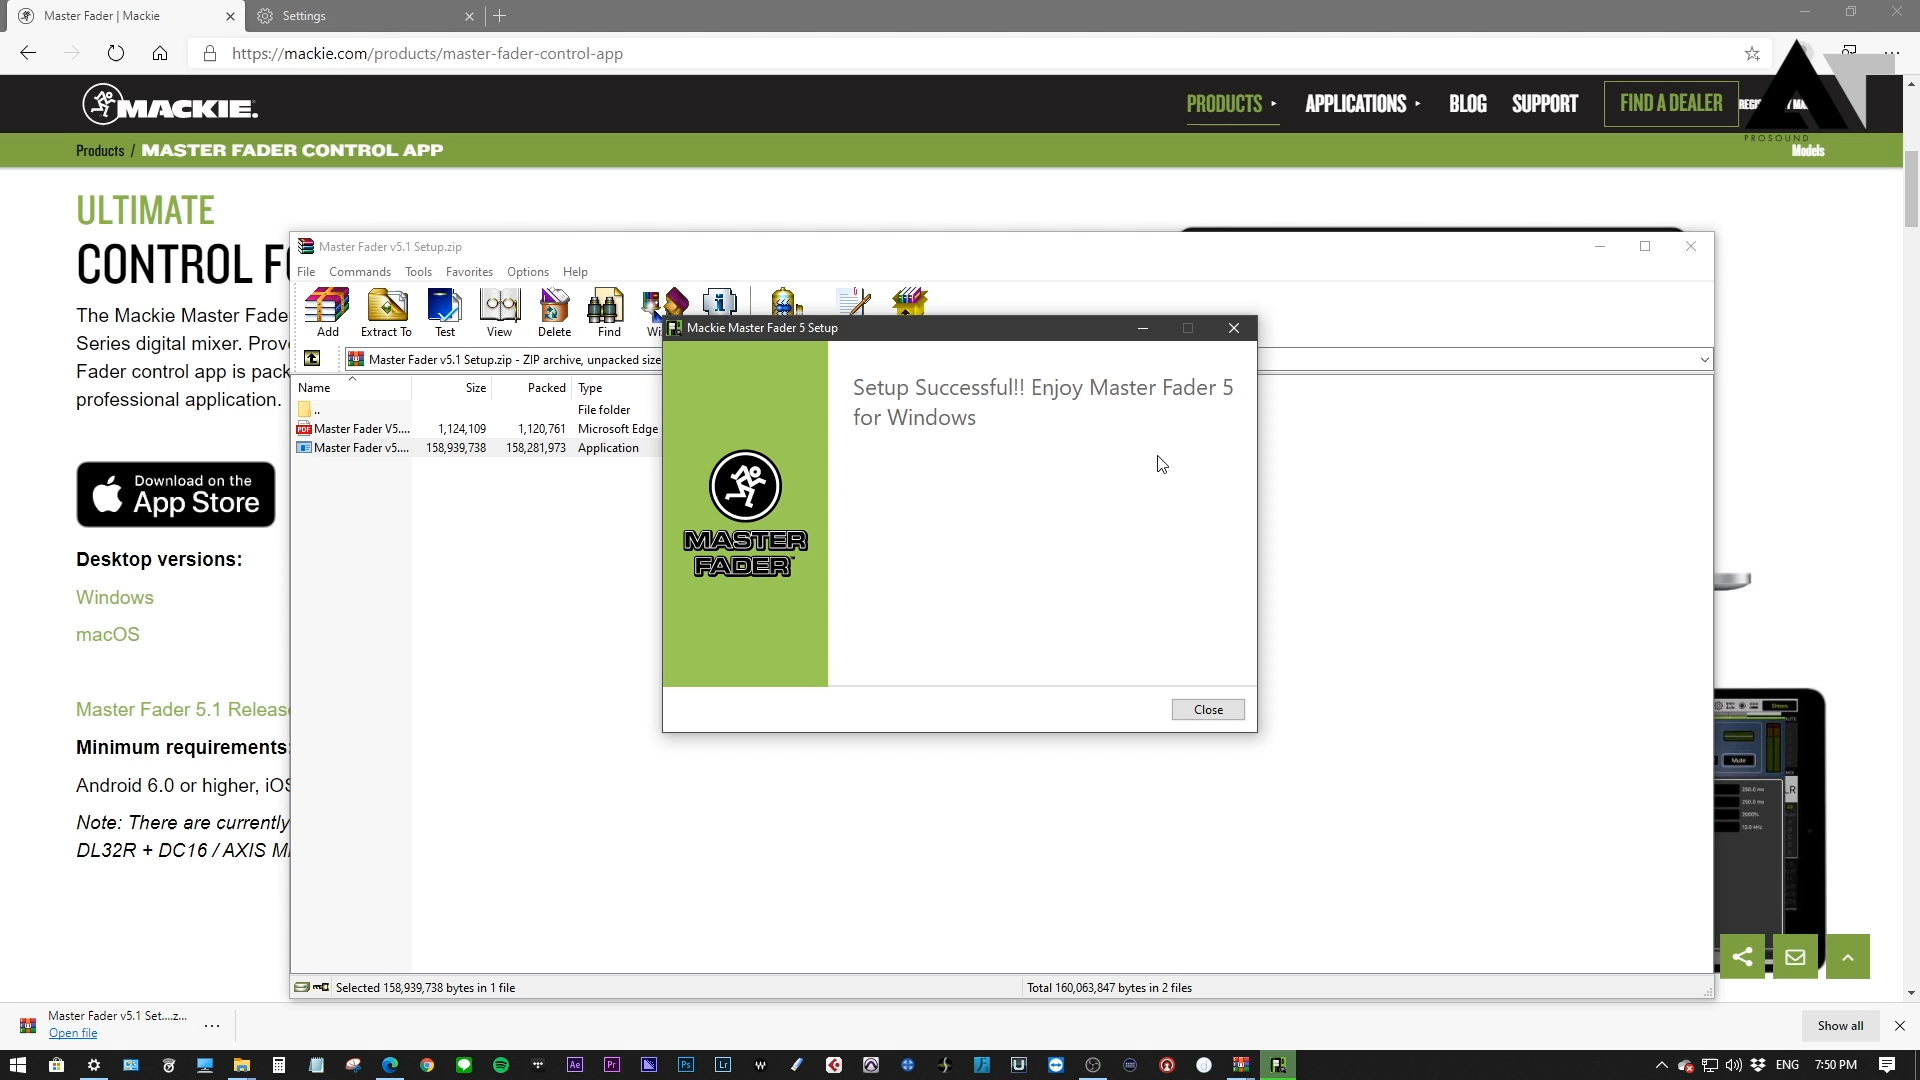 Master Fader | Mackie
Settings
https://mackie.com/products/master-fader-control-app
MACKIE.
PRODUCTS
APPLICATIONS
BLOG
SUPPORT
FIND A DEALER
PROSOUND
Products / MASTER FADER CONTROL APP
Models
ULTIMATE
CONTROL
The Mackie Master Fade
Series digital mixer.
Fader control app is pack
professional application.
Download on the
App Store
Desktop versions:
Windows
macOS
Master Fader 5.1 Releas
Minimum requirements:
Android 6.0 or higher, iOS
Note: There are currently
DL32R + DC16 / AXIS
Master Fader v5.1 Setup.zip
File Commands Tools Favorites Options Help
Add
Extract To
Test
View
Delete
Find
Wi
Master Fader v5.1 Setup.zip - ZIP archive, unpacked size
Name Size Packed Type
.. File folder
Master Fader V5.... 1,124,109 1,120,761 Microsoft Edge
Master Fader v5.... 158,939,738 158,281,973 Application
Mackie Master Fader 5 Setup
Setup Successful!! Enjoy Master Fader 5
for Windows
MASTER
FADER
Close
Mute
Selected 158,939,738 bytes in 1 file
Total 160,063,847 bytes in 2 files
Master Fader v5.1 Set....z...
Open file
Show all
Ae
Pr
Ps
Lr
ENG
7:50 PM